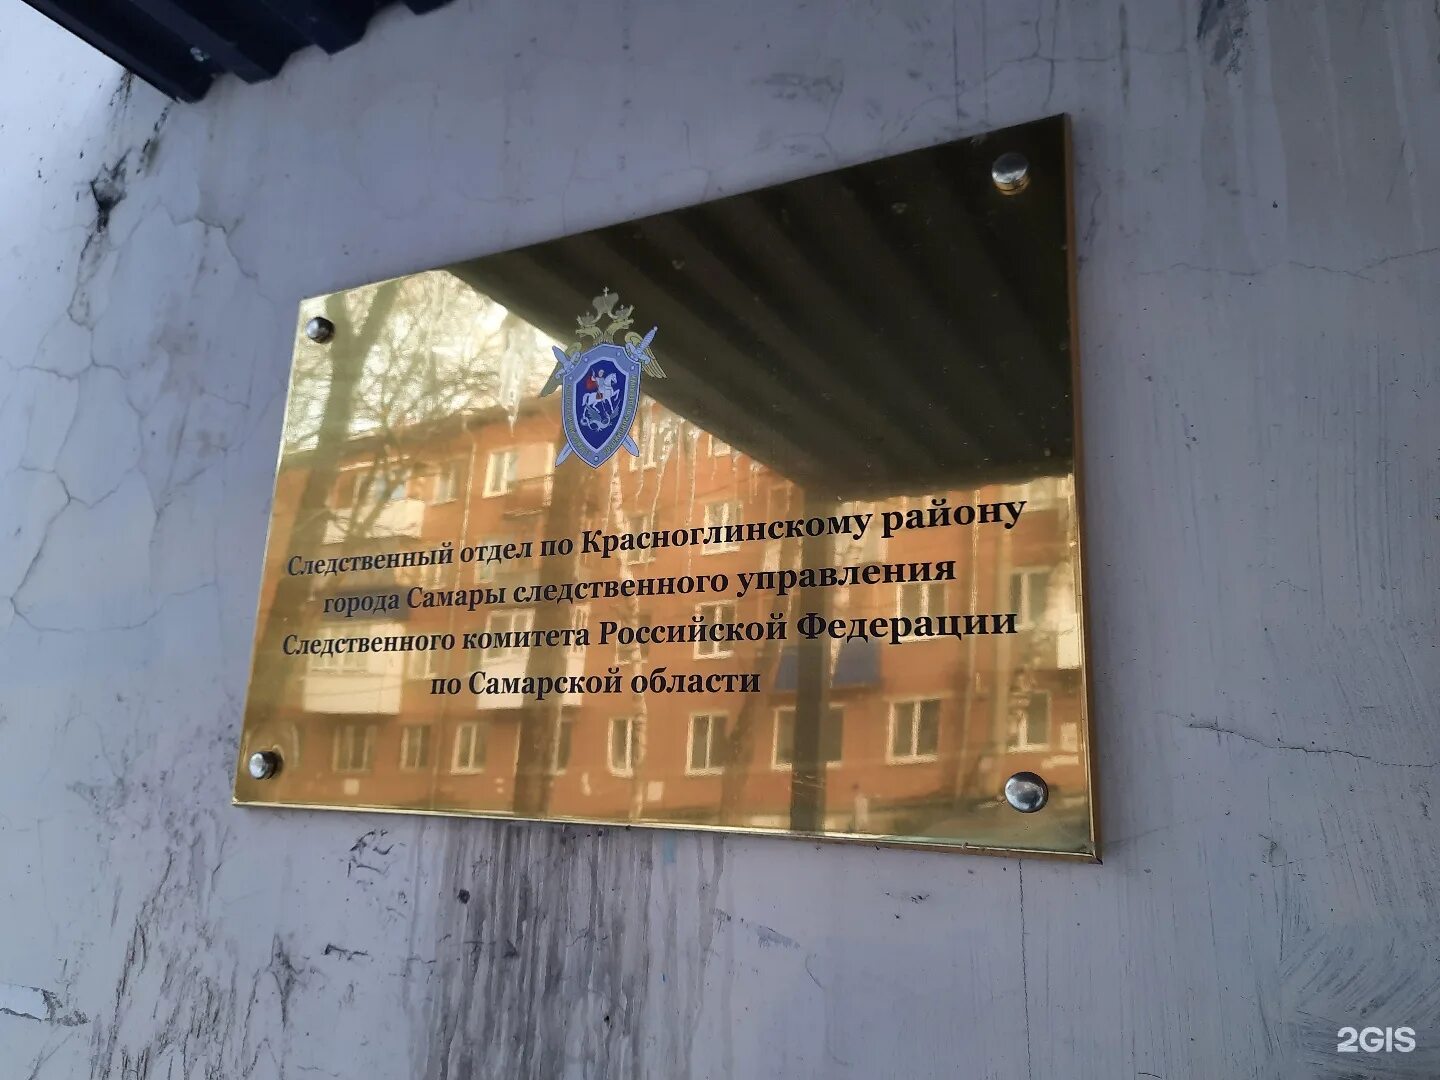 Следственный отдел по Красноглинскому району
города Самары следственного управления
Следственного комитета Российской Федерации
по Самарской области
2GIS